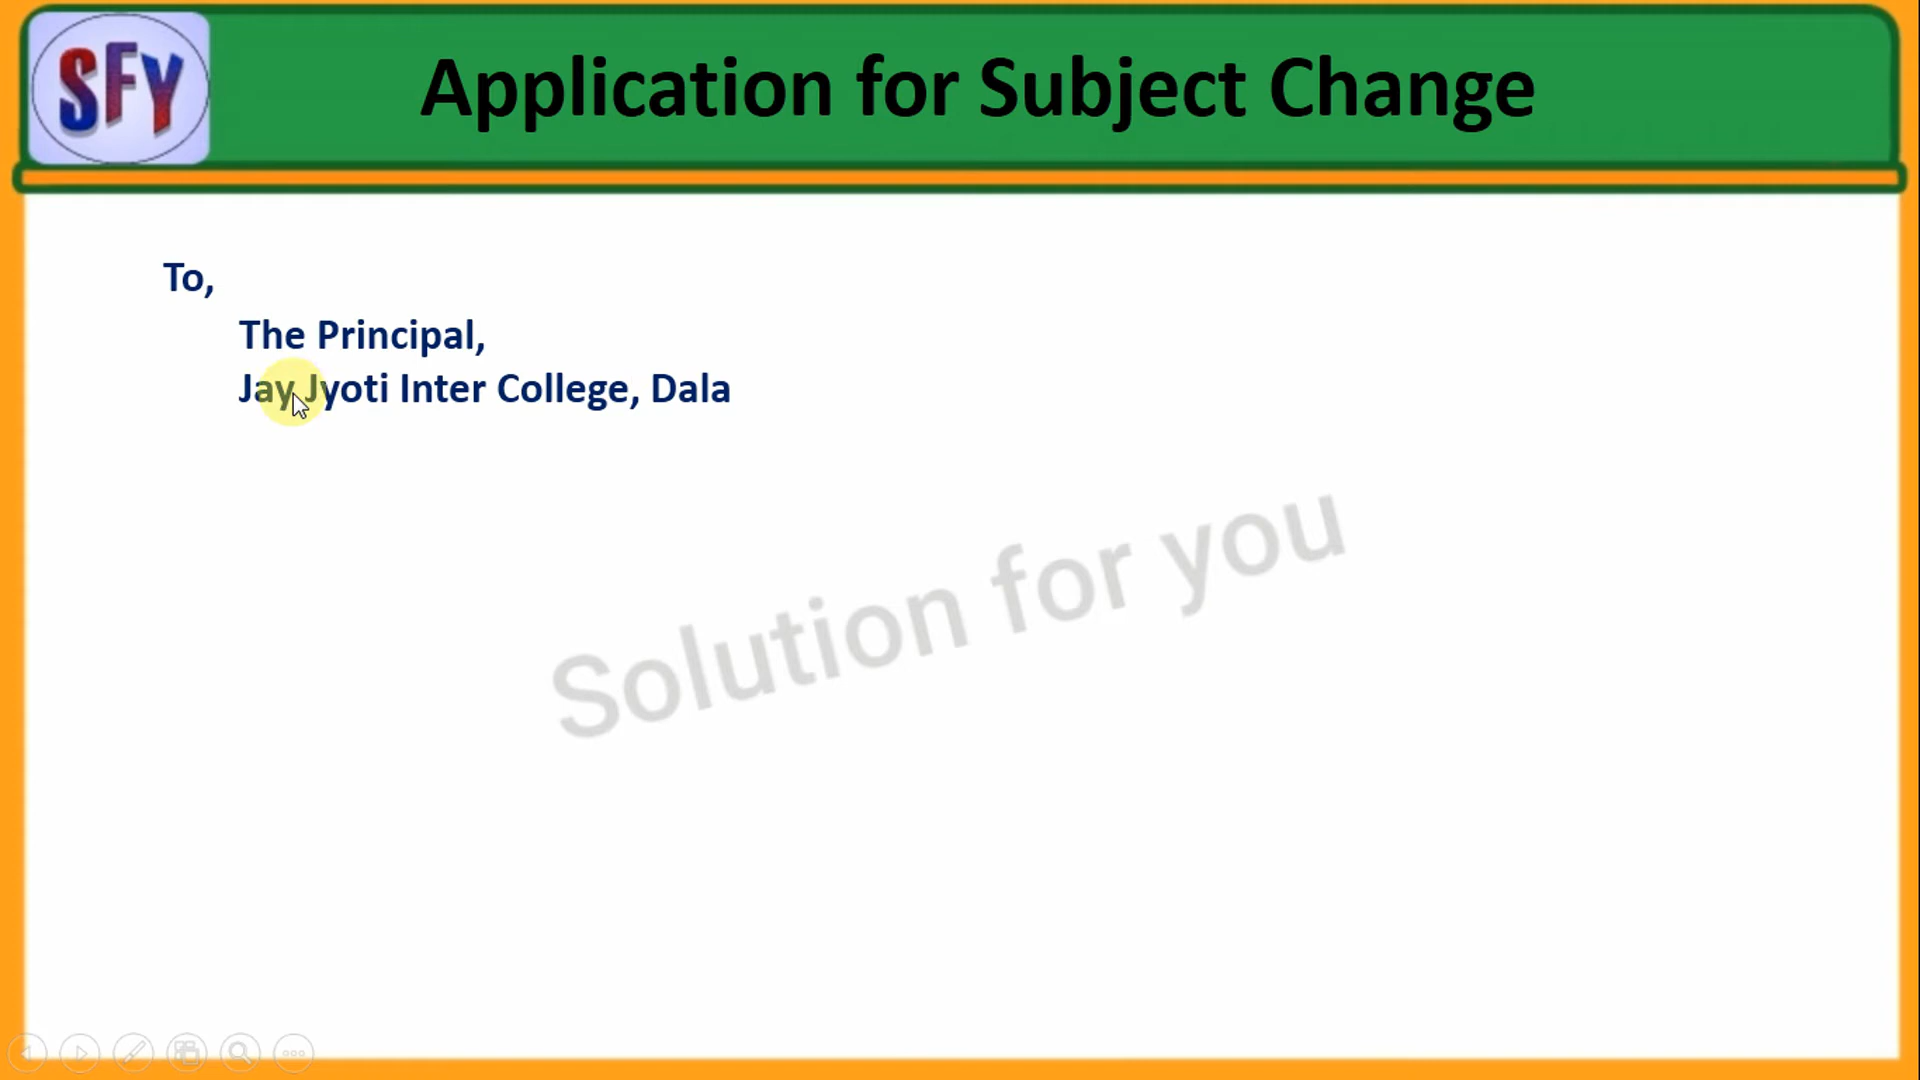 SFY
Application for Subject Change
To,
The Principal,
Jay Jyoti Inter College, Dala
Solution for you